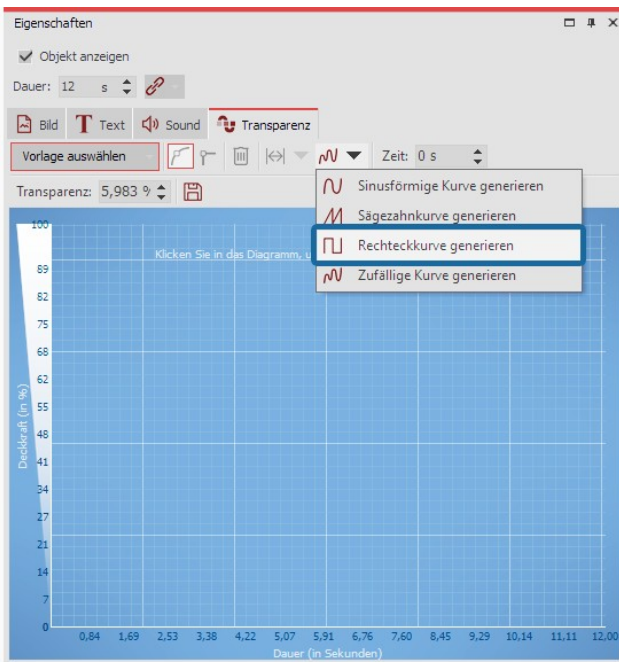 Eigenschaften
Objekt anzeigen
Dauer: 12 s
Bild Text Sound Transparenz
Vorlage auswählen Zeit: 0 s
Transparenz: 5,983 %
Sinusförmige Kurve generieren
Sägezahnkurve generieren
Rechteckkurve generieren
Zufällige Kurve generieren
Klicken Sie in das Diagramm,
100
89
82
75
68
62
55
48
41
34
27
21
14
7
0
Deckkraft (in %)
0,84 1,69 2,53 3,38 4,22 5,07 5,91 6,76 7,60 8,45 9,29 10,14 11,11 12,00
Dauer (in Sekunden)